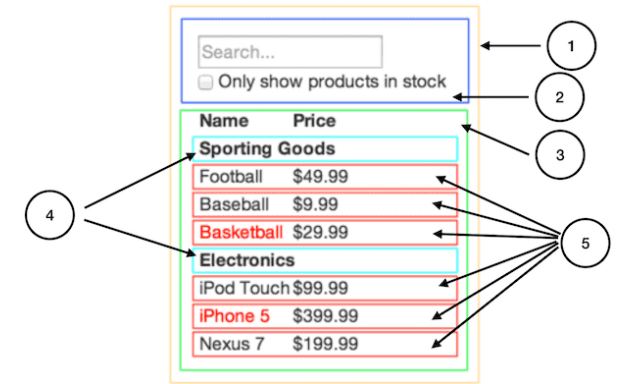 Search...
Only show products in stock
Name Price
Sporting Goods
Football $49.99
Baseball $9.99
Basketball $29.99
Electronics
iPod Touch $99.99
iPhone 5 $399.99
Nexus 7 $199.99
1
2
3
4
5